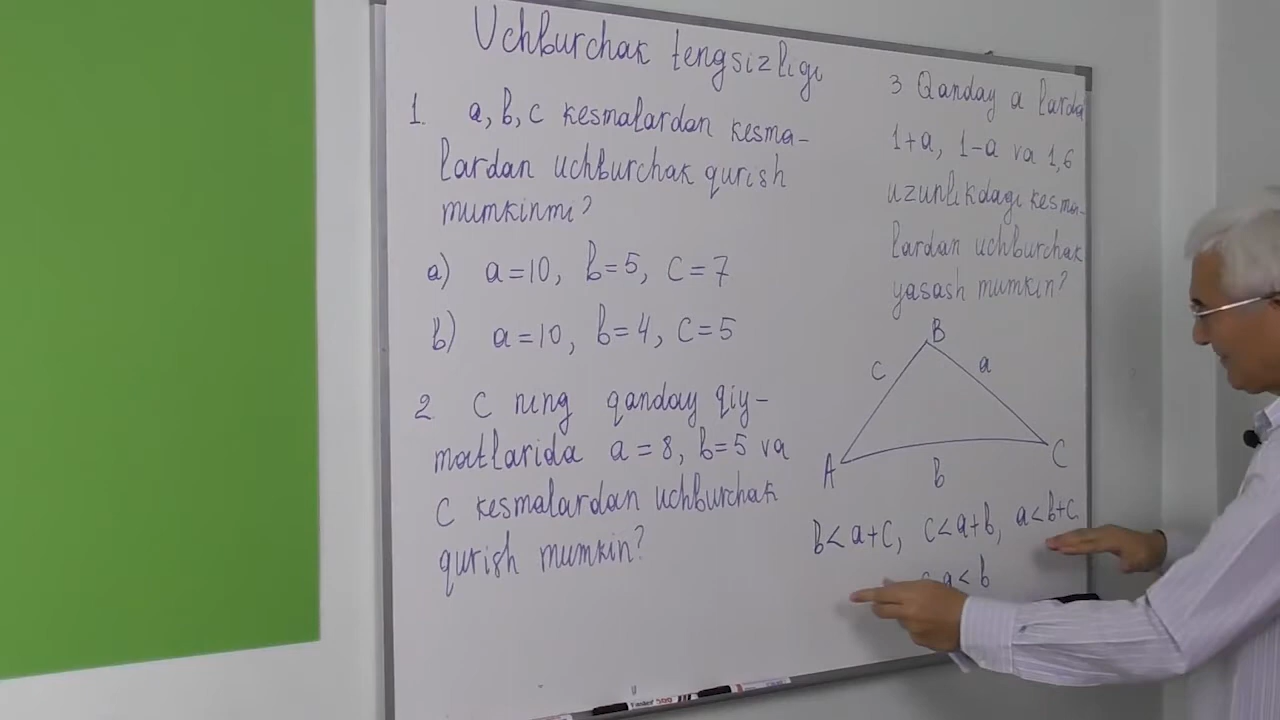 Uchburchak tengsizligi
1. a, b, c kesmalardan kesma-
lardan uchburchak qurish
mumkinmi?
a) a=10, b=5, c=7
b) a=10, b=4, c=5
2 C ning qanday qiy-
matlarida a=8, b=5 va
c kesmalardan uchburchak
qurish mumkin?
3 Qanday a larda
1+a, 1-a va 1,6
uzunlikdagi kesma-
lardan uchburchak
yasash mumkin?
B
c a
A C
b
b<a+c, c<a+b, a<b+c
a<b